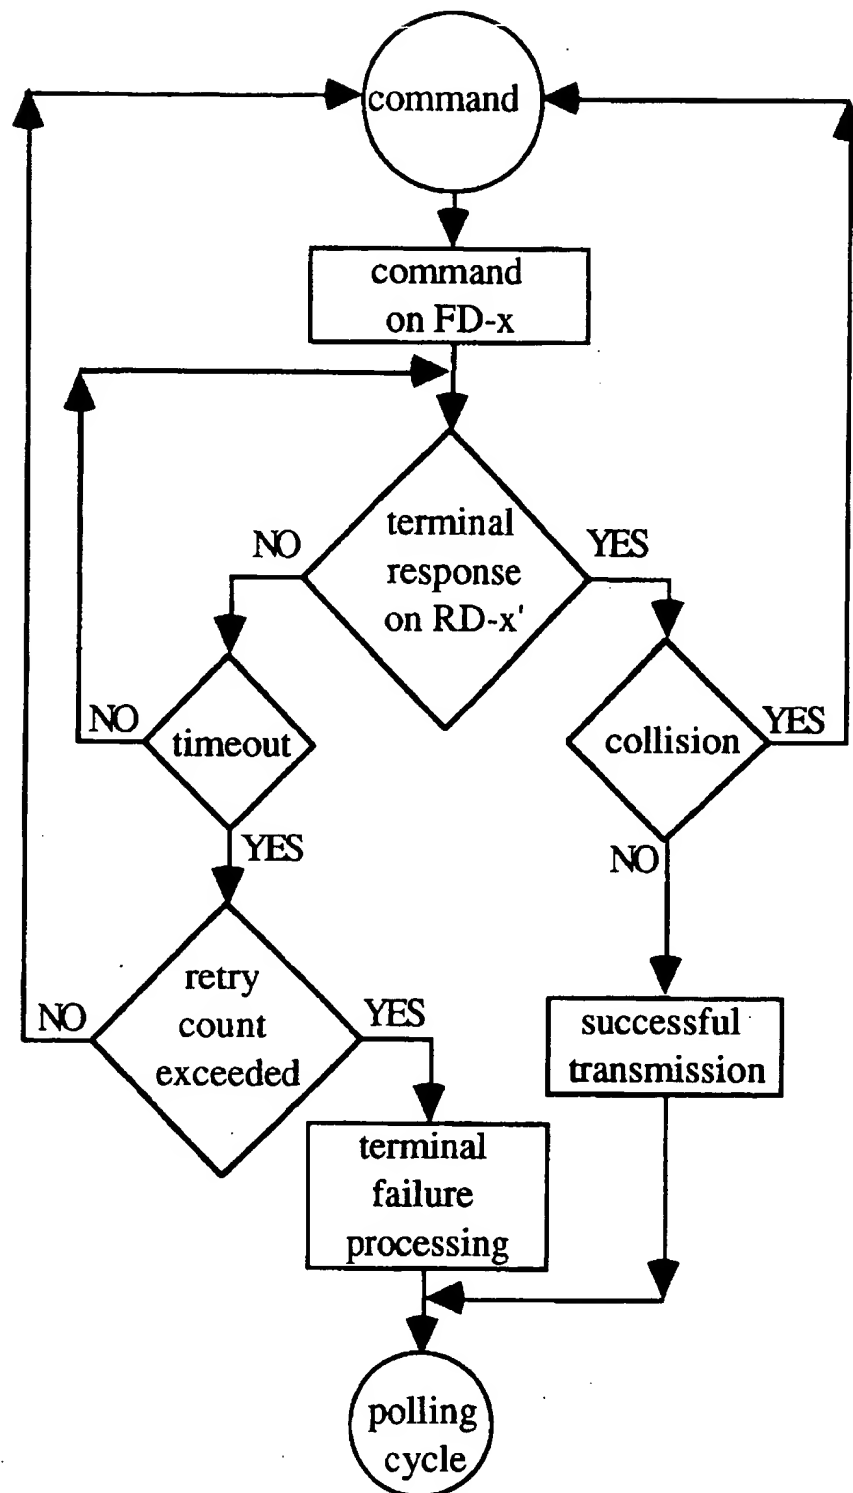 command
command
on FD-x
terminal
response
on RD-x'
NO
YES
timeout
NO
YES
collision
YES
NO
retry
count
exceeded
NO
YES
successful
transmission
terminal
failure
processing
polling
cycle